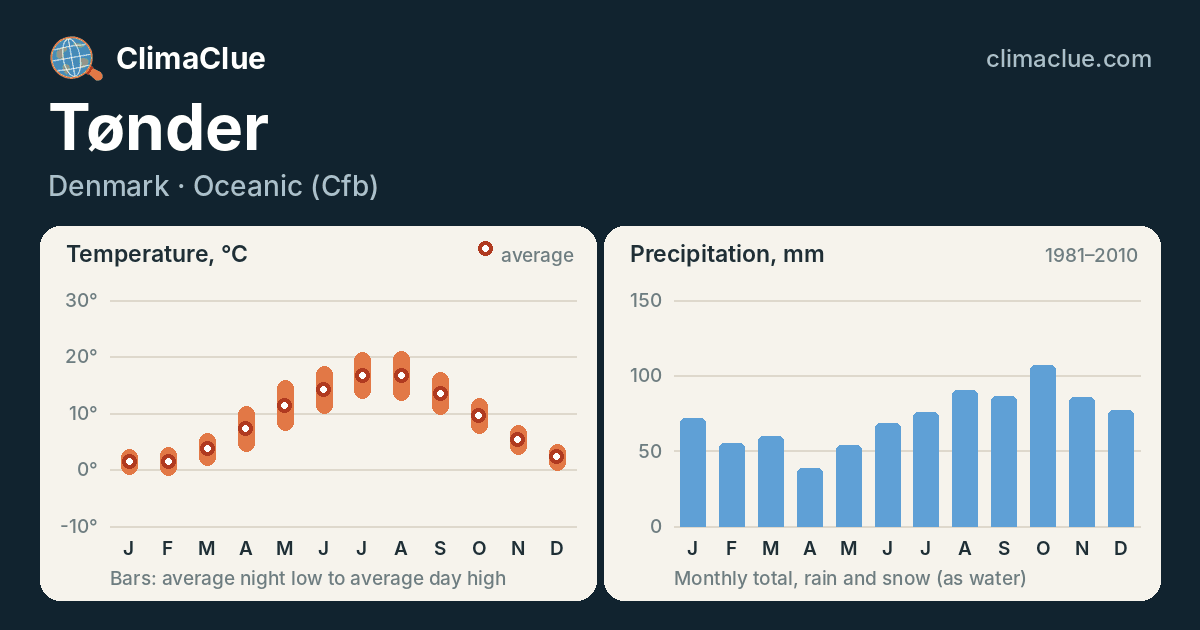 ClimaClue
climaclue.com
Tønder
Denmark · Oceanic (Cfb)
Temperature, °C
average
30°
20°
10°
0°
-10°
J F M A M J J A S O N D
Bars: average night low to average day high
Precipitation, mm
1981–2010
150
100
50
0
J F M A M J J A S O N D
Monthly total, rain and snow (as water)